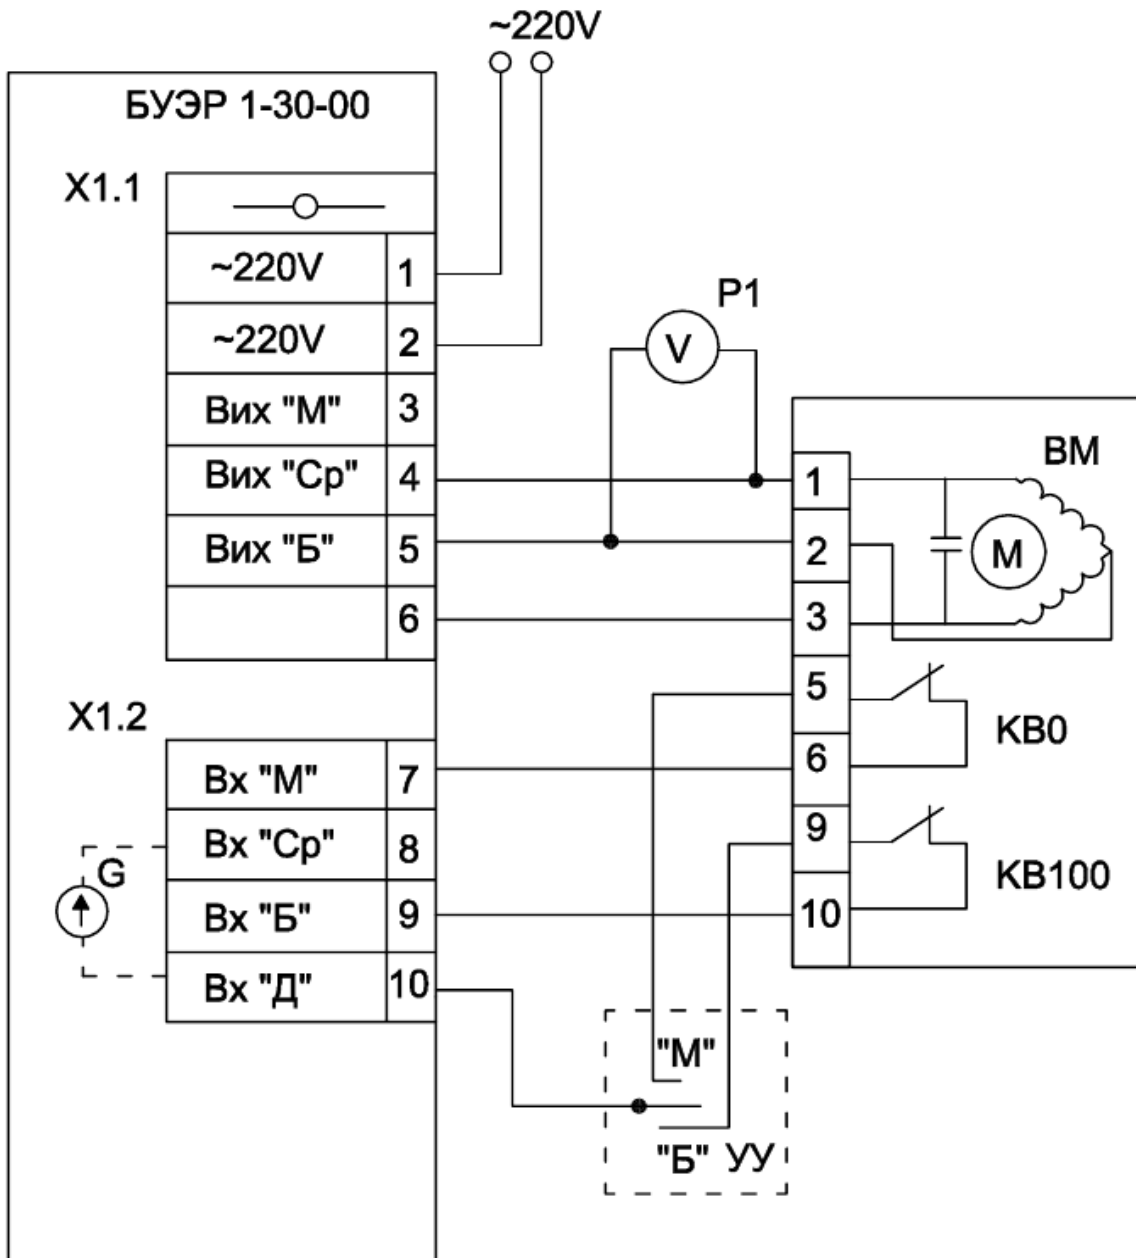 ~220V
БУЭР 1-30-00
X1.1
~220V 1
~220V 2
Вих "М" 3
Вих "Ср" 4
Вих "Б" 5
6
P1
V
ВМ
1
2
3
5
6
9
10
М
КВ0
КВ100
X1.2
Вх "М" 7
Вх "Ср" 8
Вх "Б" 9
Вх "Д" 10
G
"М"
"Б" УУ